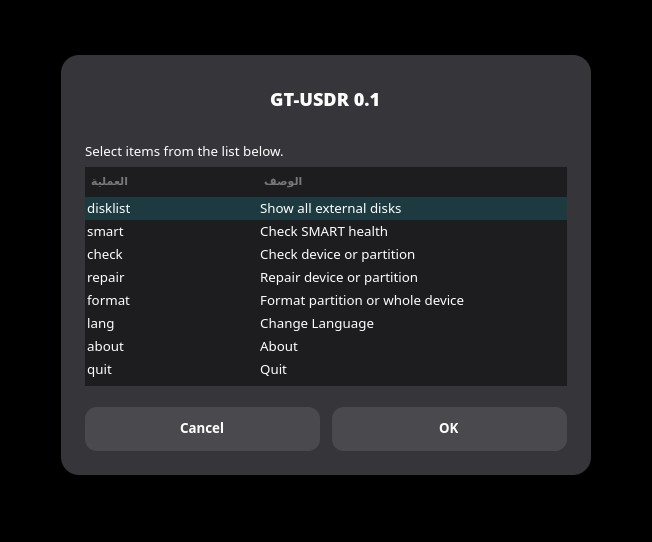 GT-USDR 0.1
Select items from the list below.
العملية الوصف
disklist Show all external disks
smart Check SMART health
check Check device or partition
repair Repair device or partition
format Format partition or whole device
lang Change Language
about About
quit Quit
Cancel OK